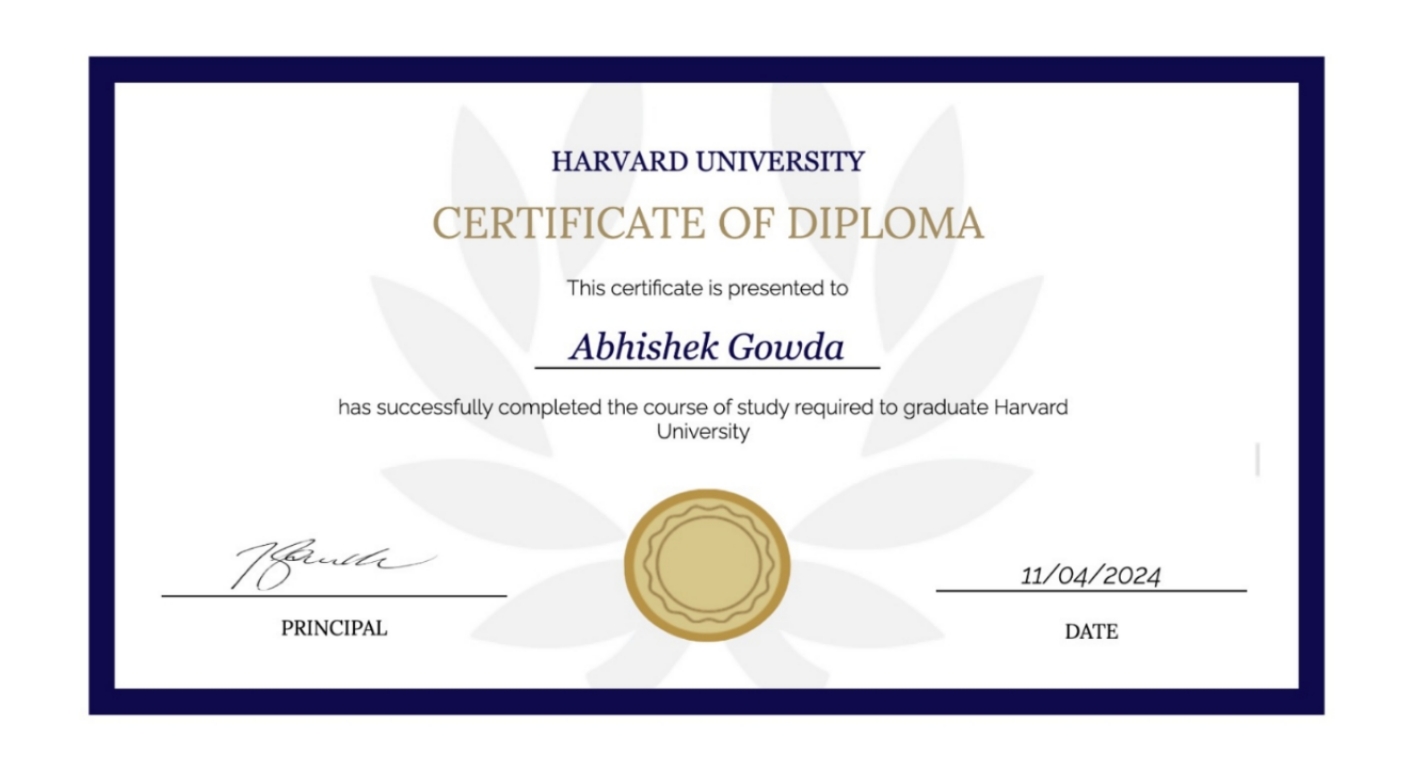 HARVARD UNIVERSITY
CERTIFICATE OF DIPLOMA
This certificate is presented to
Abhishek Gowda
has successfully completed the course of study required to graduate Harvard
University
11/04/2024
PRINCIPAL
DATE